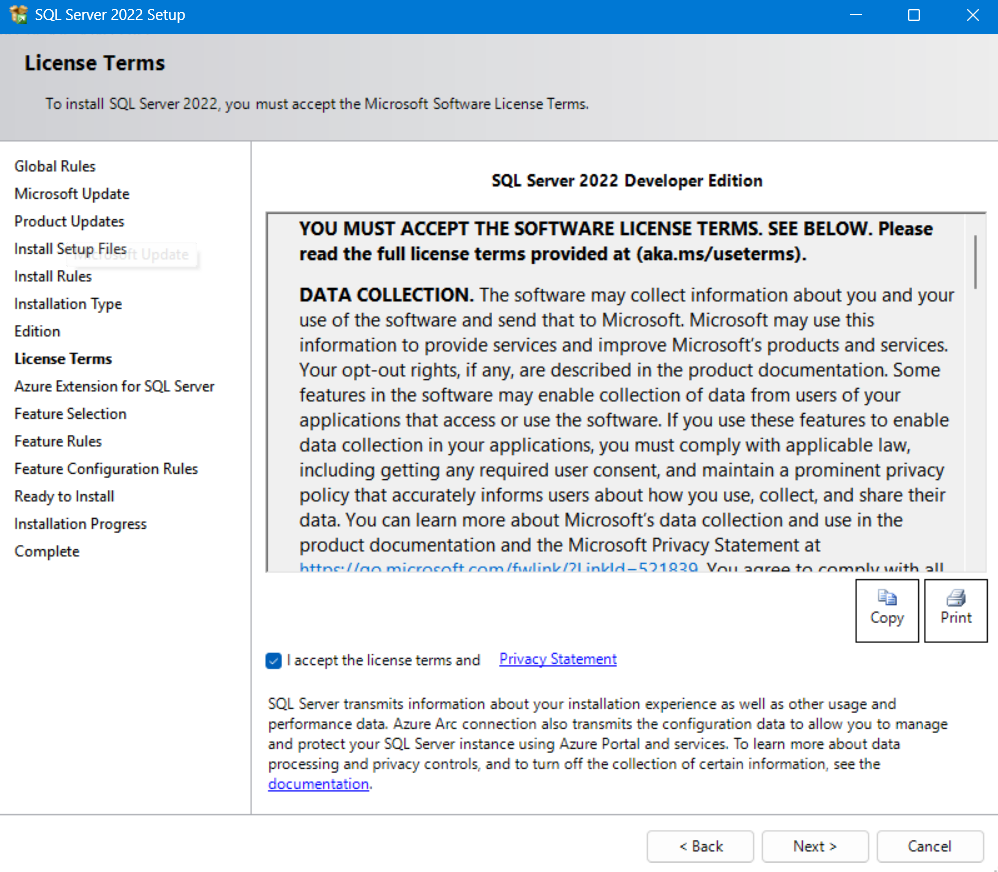 SQL Server 2022 Setup
License Terms
To install SQL Server 2022, you must accept the Microsoft Software License Terms.
Global Rules
Microsoft Update
Product Updates
Install Setup Files
Microsoft Update
Install Rules
Installation Type
Edition
License Terms
Azure Extension for SQL Server
Feature Selection
Feature Rules
Feature Configuration Rules
Ready to Install
Installation Progress
Complete
SQL Server 2022 Developer Edition
YOU MUST ACCEPT THE SOFTWARE LICENSE TERMS. SEE BELOW. Please
read the full license terms provided at (aka.ms/useterms).
DATA COLLECTION. The software may collect information about you and your
use of the software and send that to Microsoft. Microsoft may use this
information to provide services and improve Microsoft's products and services.
Your opt-out rights, if any, are described in the product documentation. Some
features in the software may enable collection of data from users of your
applications that access or use the software. If you use these features to enable
data collection in your applications, you must comply with applicable law,
including getting any required user consent, and maintain a prominent privacy
policy that accurately informs users about how you use, collect, and share their
data. You can learn more about Microsoft's data collection and use in the
product documentation and the Microsoft Privacy Statement at
https://go.microsoft.com/fwlink/?LinkId=521839. You agree to comply with all
Copy
Print
I accept the license terms and Privacy Statement
SQL Server transmits information about your installation experience as well as other usage and
performance data. Azure Arc connection also transmits the configuration data to allow you to manage
and protect your SQL Server instance using Azure Portal and services. To learn more about data
processing and privacy controls, and to turn off the collection of certain information, see the
documentation.
< Back
Next >
Cancel